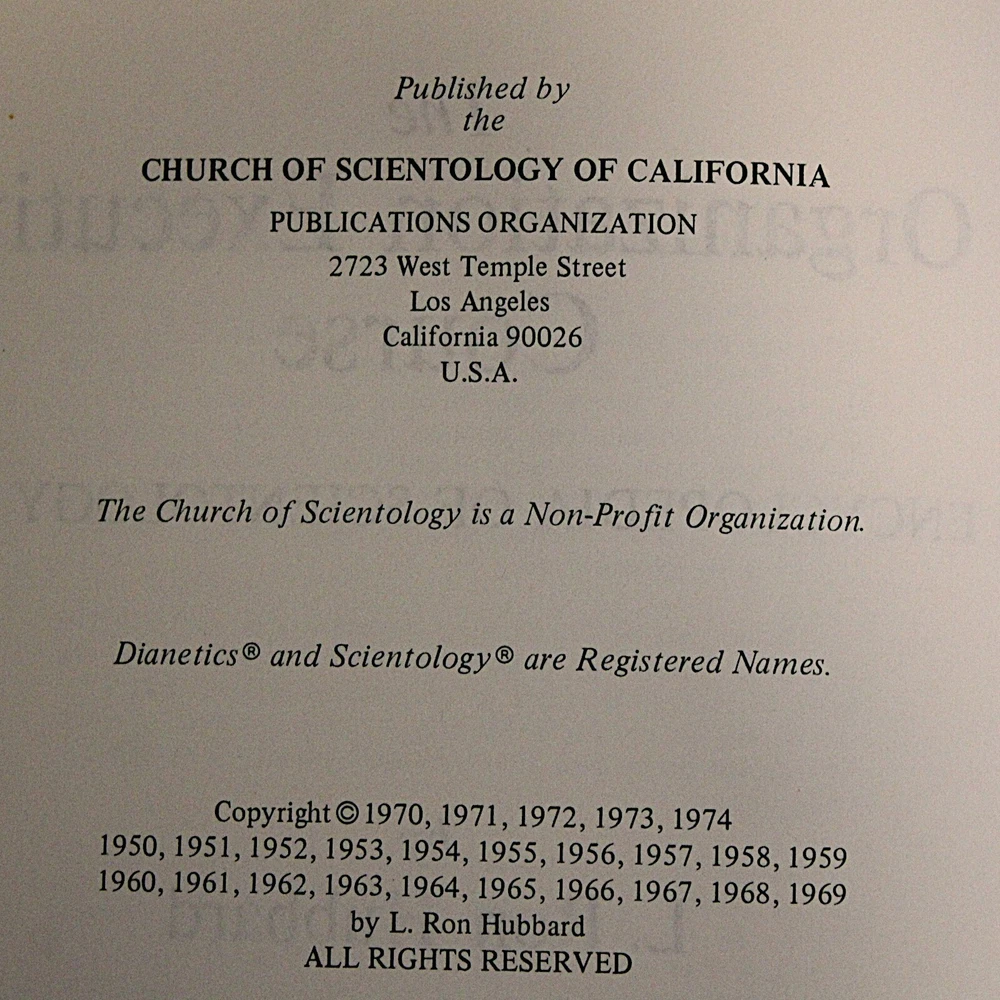 Published by
the
CHURCH OF SCIENTOLOGY OF CALIFORNIA
PUBLICATIONS ORGANIZATION
2723 West Temple Street
Los Angeles
California 90026
U.S.A.
The Church of Scientology is a Non-Profit Organization.
Dianetics® and Scientology® are Registered Names.
Copyright © 1970, 1971, 1972, 1973, 1974
1950, 1951, 1952, 1953, 1954, 1955, 1956, 1957, 1958, 1959
1960, 1961, 1962, 1963, 1964, 1965, 1966, 1967, 1968, 1969
by L. Ron Hubbard
ALL RIGHTS RESERVED